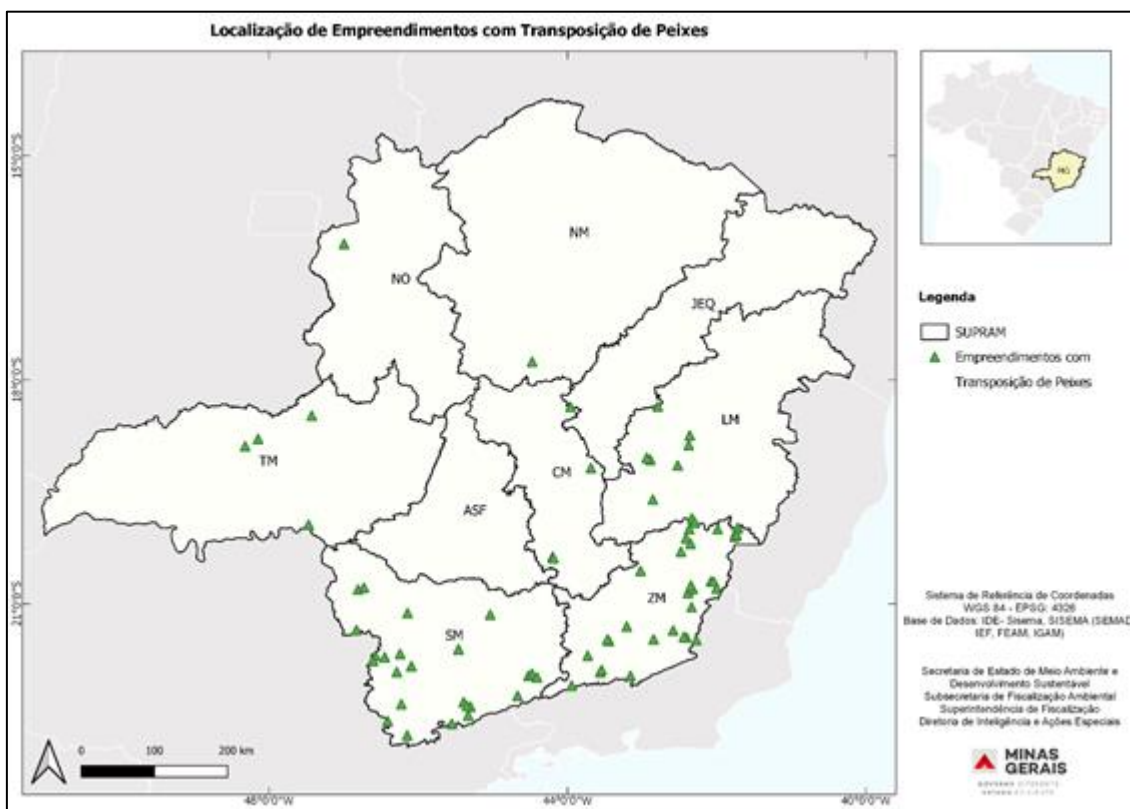 Localização de Empreendimentos com Transposição de Peixes
15°0'0"S
18°0'0"S
21°0'0"S
NM
NO
JEQ
LM
TM
CM
ASF
ZM
SM
0 100 200 km
48°0'0"W 44°0'0"W 40°0'0"W
MG
Legenda
SUPRAM
Empreendimentos com
Transposição de Peixes
Sistema de Referência de Coordenadas
WGS 84 - EPSG: 4326
Base de Dados: IDE- Sisema, SISEMA (SEMAD,
IEF, FEAM, IGAM)
Secretaria de Estado de Meio Ambiente e
Desenvolvimento Sustentável
Subsecretaria de Fiscalização Ambiental
Superintendência de Fiscalização
Diretoria de Inteligência e Ações Especiais
MINAS
GERAIS
GOVERNO DIFERENTE
ESTADO EFICIENTE